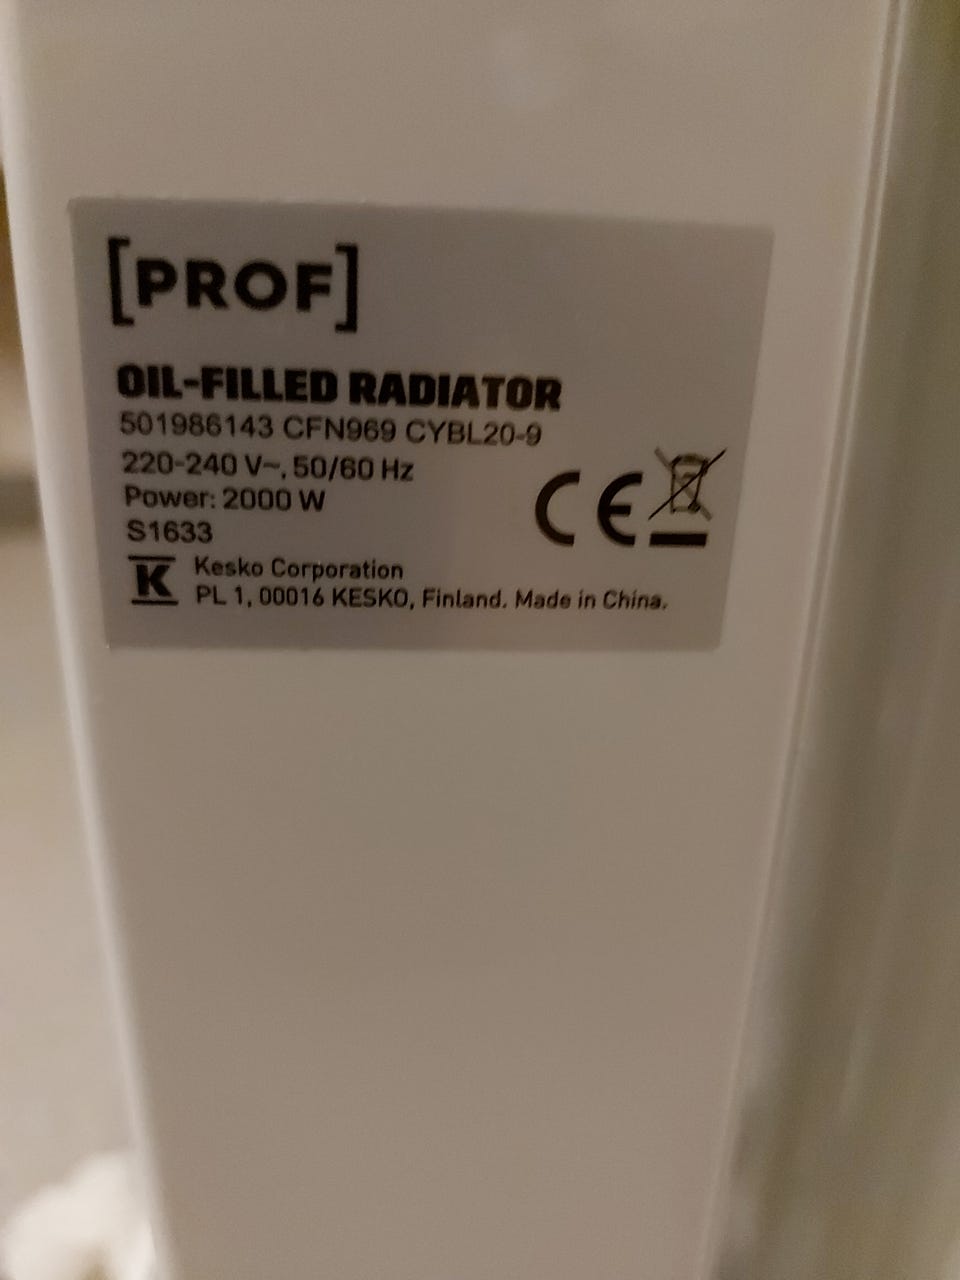 [PROF]
OIL-FILLED RADIATOR
501986143 CFN969 CYBL20-9
220-240 V~, 50/60 Hz
Power: 2000 W
S1633
CE
K Kesko Corporation
PL 1, 00016 KESKO, Finland. Made in China.